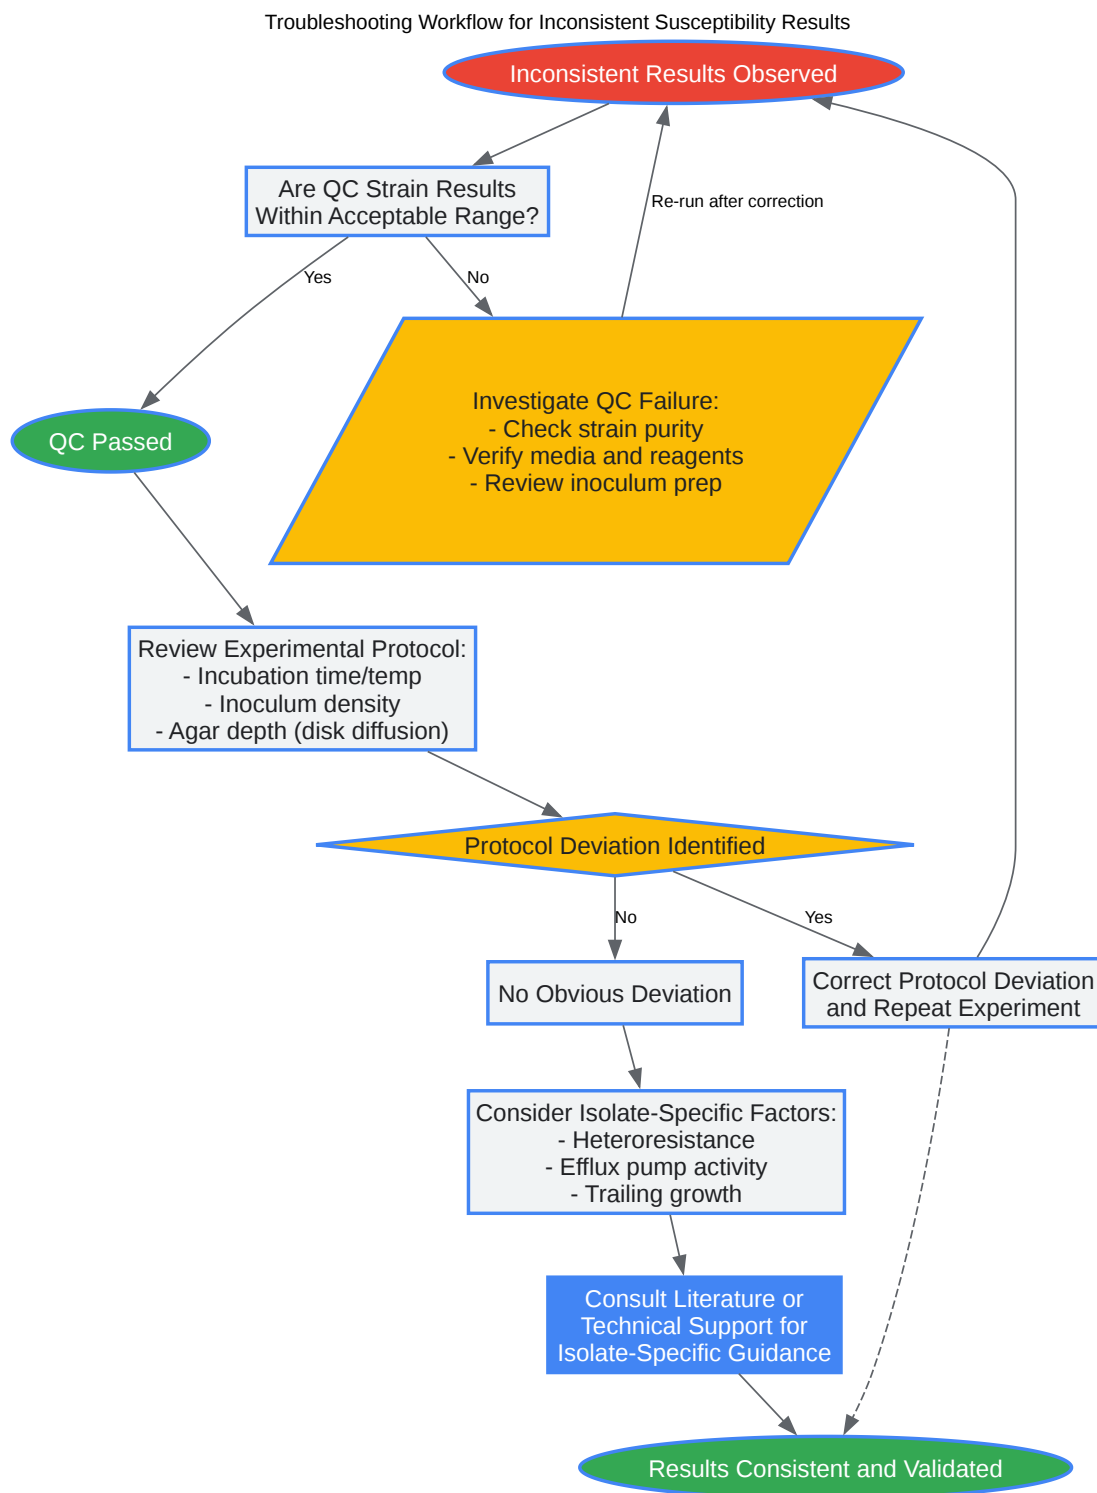 Troubleshooting Workflow for Inconsistent Susceptibility Results
Inconsistent Results Observed
Are QC Strain Results
Within Acceptable Range?
Re-run after correction
Yes
No
Investigate QC Failure:
- Check strain purity
- Verify media and reagents
- Review inoculum prep
QC Passed
Review Experimental Protocol:
- Incubation time/temp
- Inoculum density
- Agar depth (disk diffusion)
Protocol Deviation Identified
No
Yes
No Obvious Deviation
Correct Protocol Deviation
and Repeat Experiment
Consider Isolate-Specific Factors:
- Heteroresistance
- Efflux pump activity
- Trailing growth
Consult Literature or
Technical Support for
Isolate-Specific Guidance
Results Consistent and Validated